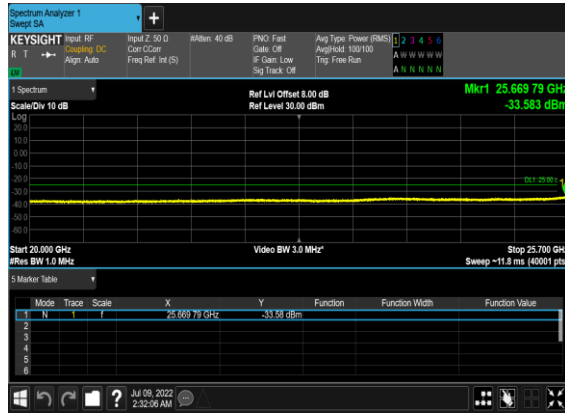 Spectrum Analyzer 1
Swept SA
+
KEYSIGHT Input: RF Input Z: 50 Ω #Atten: 40 dB PNO: Fast Avg Type: Power (RMS) 1 2 3 4 5 6
R T Coupling: DC Corr CCorr Gate: Off Avg|Hold: 100/100 A W W W W W
Align: Auto Freq Ref: Int (S) IF Gain: Low Trig: Free Run
LW Sig Track: Off A N N N N N
1 Spectrum Ref Lvl Offset 8.00 dB Mkr1 25.669 79 GHz
Scale/Div 10 dB Ref Level 30.00 dBm -33.583 dBm
Log
20.0
10.0
0.00
-10.0
-20.0 DL1 -25.00
-30.0
-40.0
-50.0
-60.0
Start 20.000 GHz Video BW 3.0 MHz* Stop 25.700 GHz
#Res BW 1.0 MHz Sweep ~11.8 ms (40001 pts)
5 Marker Table
Mode Trace Scale X Y Function Function Width Function Value
1 N 1 f 25.669 79 GHz -33.58 dBm
2
3
4
5
6
? Jul 09, 2022
2:32:06 AM